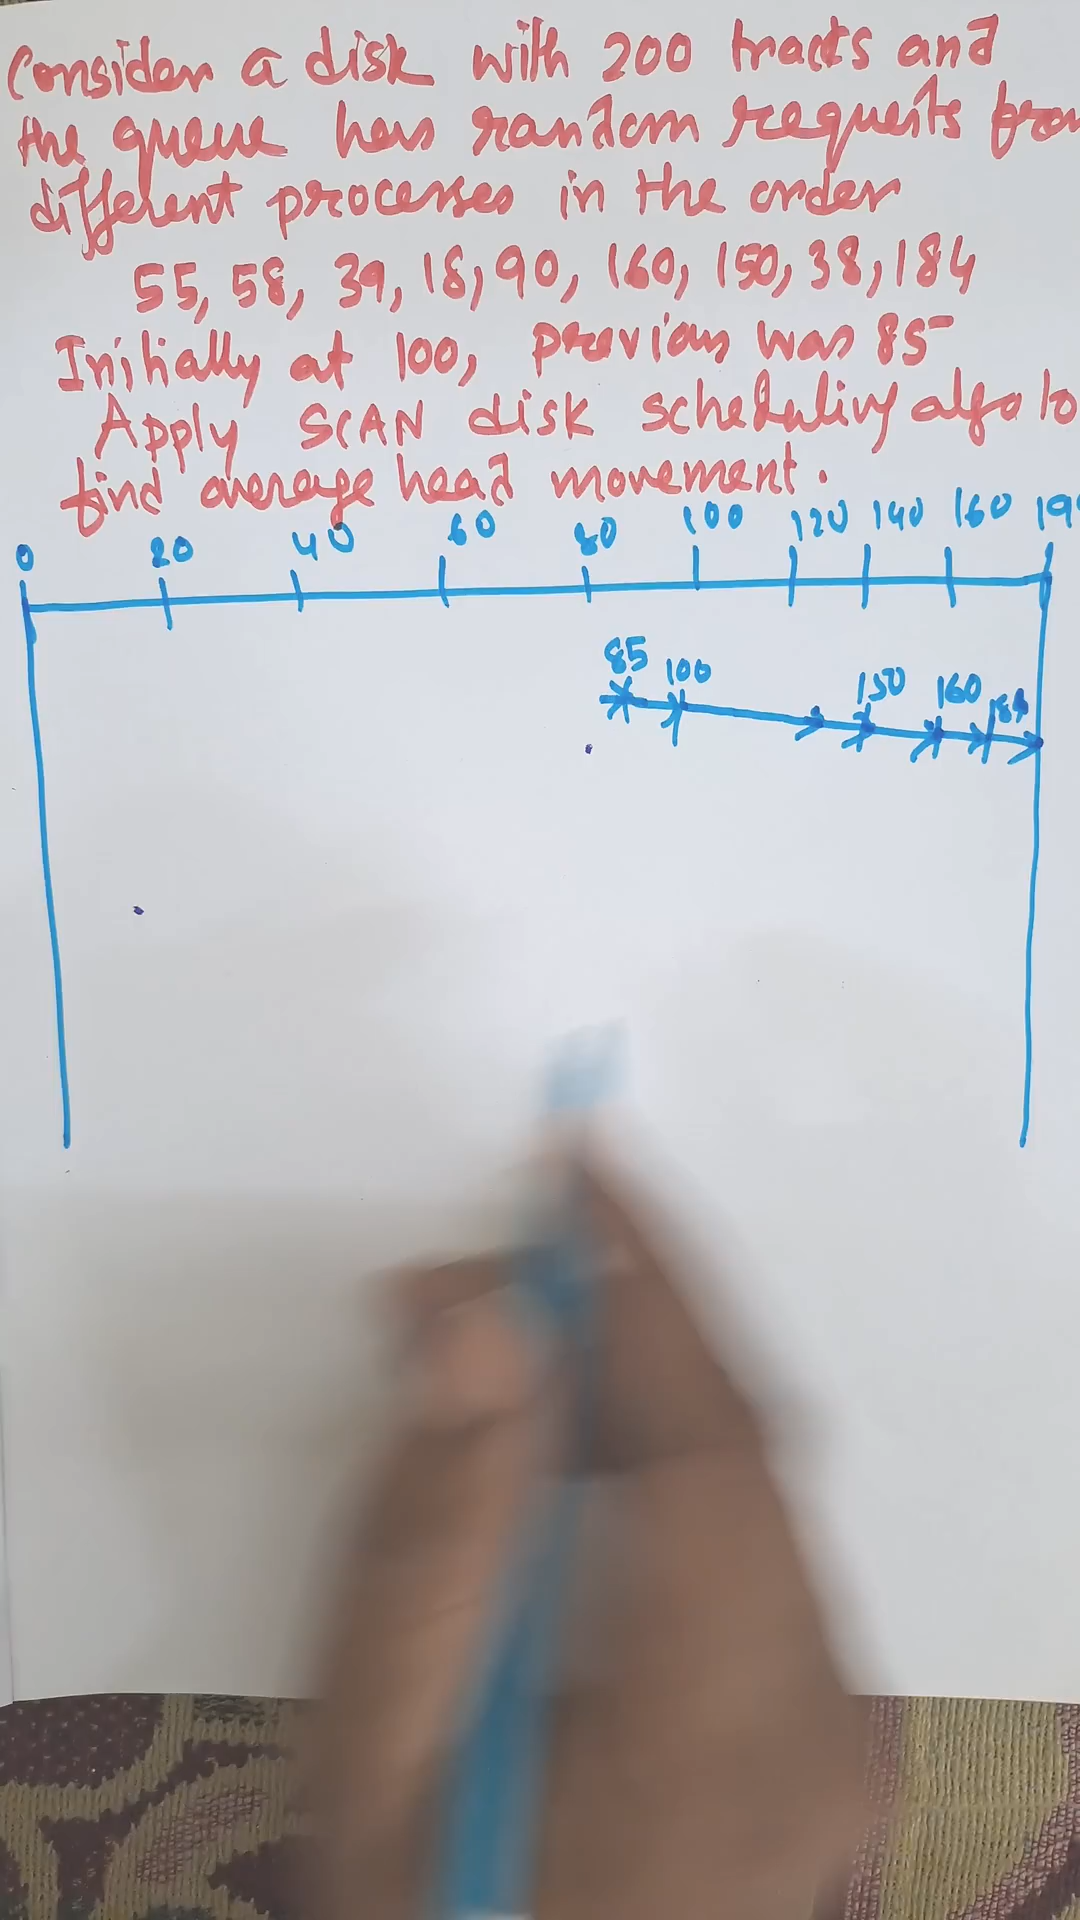 Consider a disk with 200 tracts and
the queue has random requests from
different processes in the order
55, 58, 39, 18, 90, 160, 150, 38, 184
Initially at 100, previous was 85
Apply SCAN disk scheduling algo to
find average head movement.
0 20 40 60 80 100 120 140 160 199
85 100 150 160 184